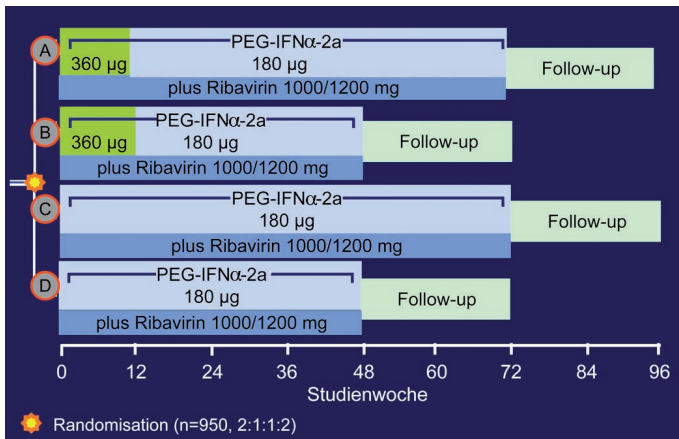 A
PEG-IFNα-2a
360 µg 180 µg
plus Ribavirin 1000/1200 mg
Follow-up
B
PEG-IFNα-2a
360 µg 180 µg
plus Ribavirin 1000/1200 mg
Follow-up
C
PEG-IFNα-2a
180 µg
plus Ribavirin 1000/1200 mg
Follow-up
D
PEG-IFNα-2a
180 µg
plus Ribavirin 1000/1200 mg
Follow-up
0 12 24 36 48 60 72 84 96
Studienwoche
Randomisation (n=950, 2:1:1:2)